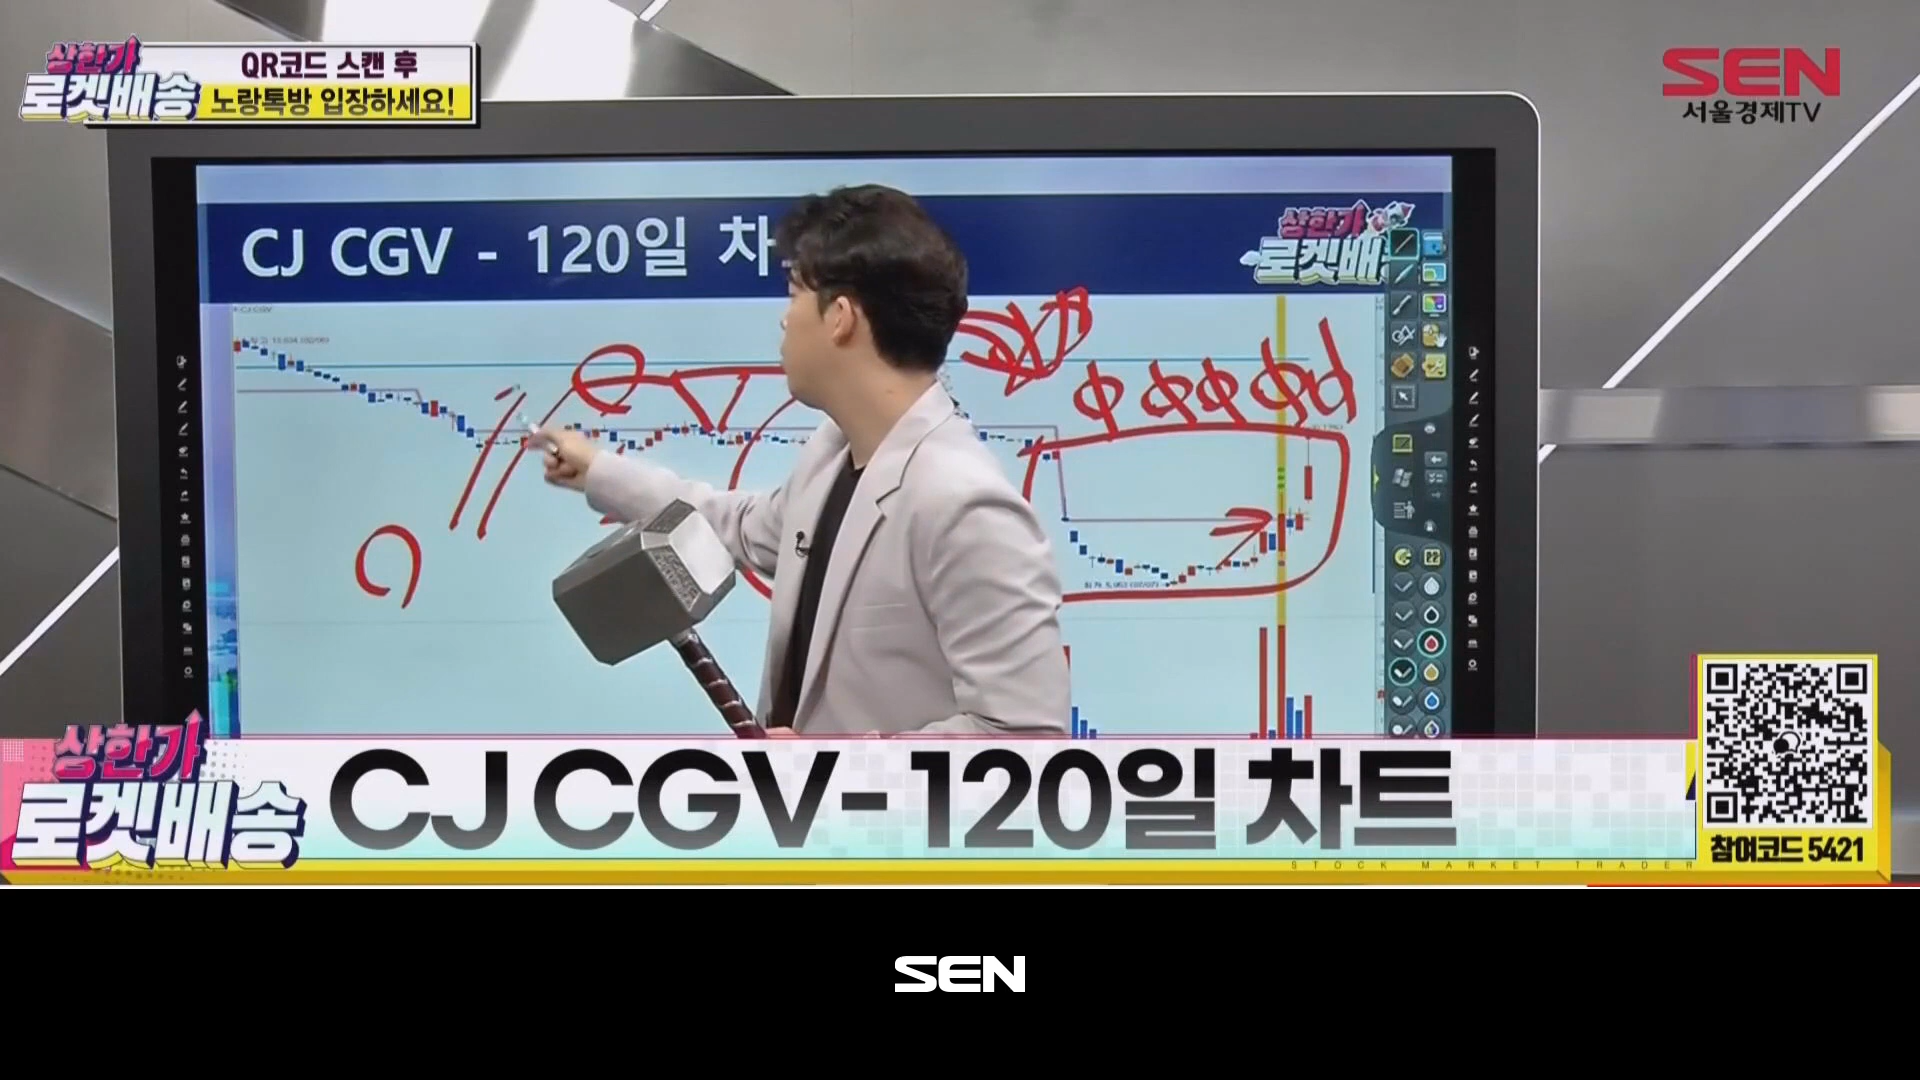 상한가
로켓배송
QR코드 스캔 후
노랑톡방 입장하세요!
SEN
서울경제TV
CJ CGV - 120일 차
상한가
로켓배
CJ CGV
상한가
로켓배송
CJ CGV-120일 차트
STOCK MARKET TRADER
참여코드 5421
SEN